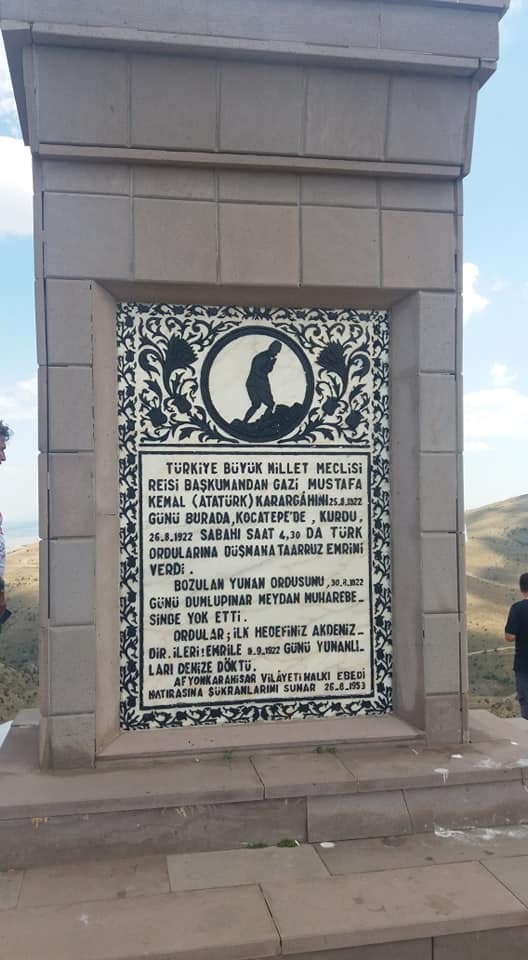 TÜRKİYE BÜYÜK MİLLET MECLİSİ
REİSİ BAŞKUMANDAN GAZİ MUSTAFA
KEMAL (ATATÜRK) KARARGÂHINI 25.8.1922
GÜNÜ BURADA, KOCATEPE'DE, KURDU,
26.8.1922 SABAHI SAAT 4,30 DA TÜRK
ORDULARINA DÜŞMANA TAARRUZ EMRİNİ
VERDİ.
BOZULAN YUNAN ORDUSUNU, 30.8.1922
GÜNÜ DUMLUPINAR MEYDAN MUHAREBE-
SİNDE YOK ETTİ.
ORDULAR; İLK HEDEFİNİZ AKDENİZ-
DİR. İLERİ! EMRİLE 9.9.1922 GÜNÜ YUNANLI-
LARI DENİZE DÖKTÜ.
AFYONKARAHİSAR VİLÂYETİ HALKI EBEDİ
HATIRASINA ŞÜKRANLARINI SUNAR 26.8.1953